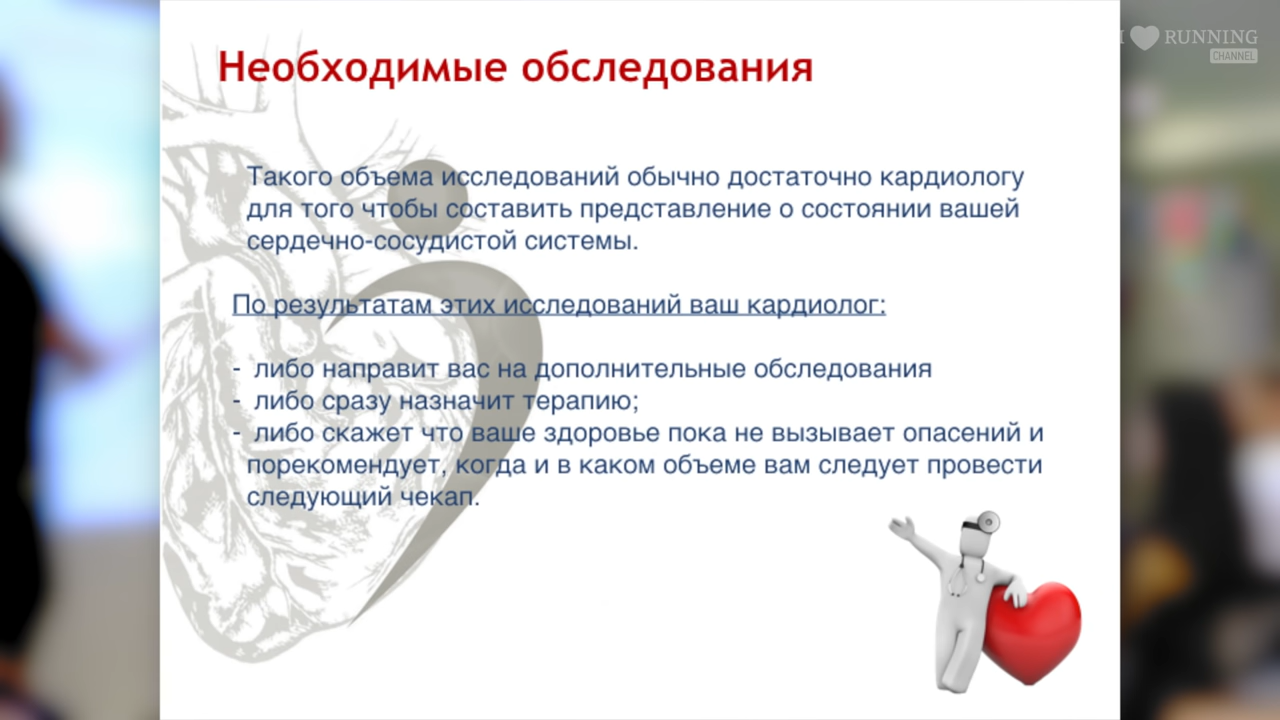 I RUNNING
CHANNEL
Необходимые обследования
Такого объема исследований обычно достаточно кардиологу
для того чтобы составить представление о состоянии вашей
сердечно-сосудистой системы.
По результатам этих исследований ваш кардиолог:
- либо направит вас на дополнительные обследования
- либо сразу назначит терапию;
- либо скажет что ваше здоровье пока не вызывает опасений и
порекомендует, когда и в каком объеме вам следует провести
следующий чекап.